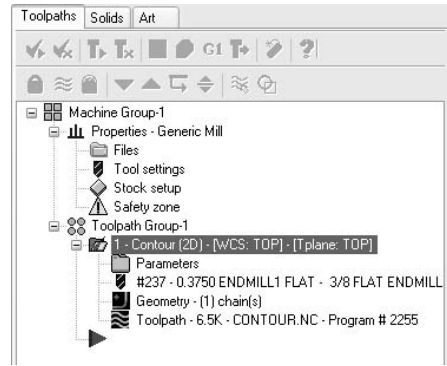 Toolpaths Solids Art
G1
Machine Group-1
Properties - Generic Mill
Files
Tool settings
Stock setup
Safety zone
Toolpath Group-1
1 - Contour (2D) - [WCS: TOP] - [Tplane: TOP]
Parameters
#237 - 0.3750 ENDMILL1 FLAT - 3/8 FLAT ENDMILL
Geometry - (1) chain(s)
Toolpath - 6.5K - CONTOUR.NC - Program # 2255